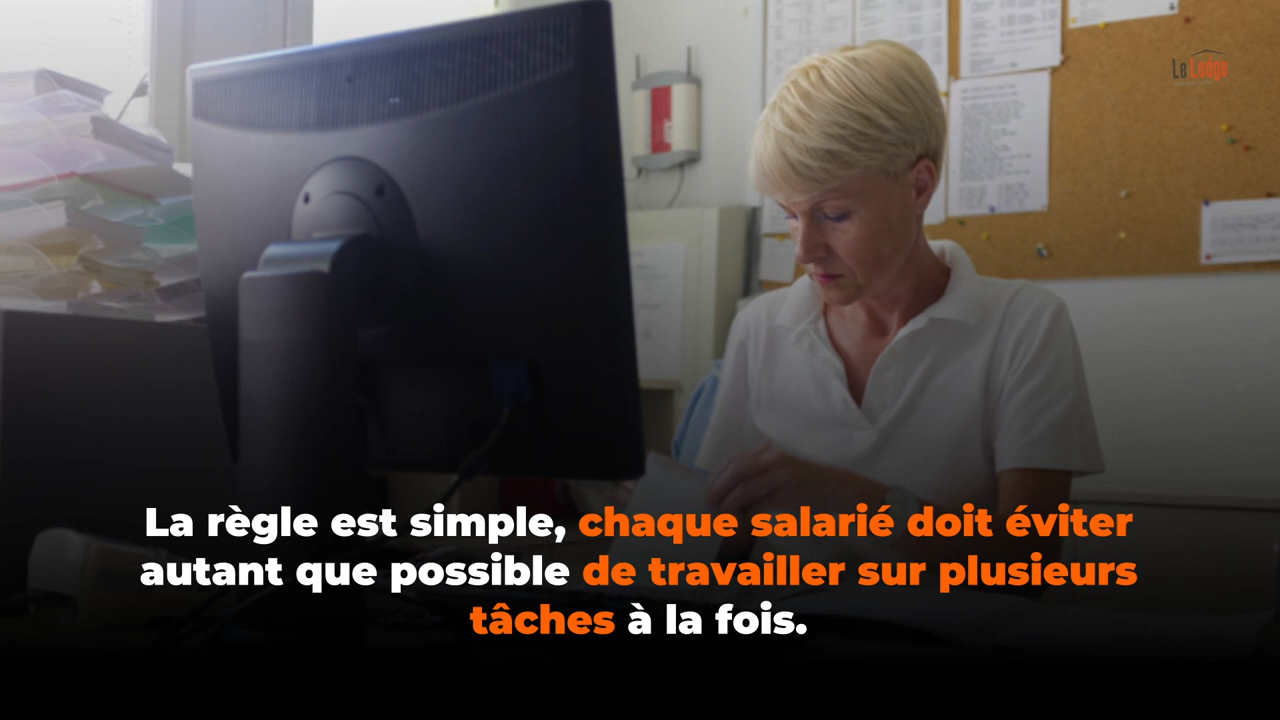 Le Lodge
La règle est simple, chaque salarié doit éviter
autant que possible de travailler sur plusieurs
tâches à la fois.